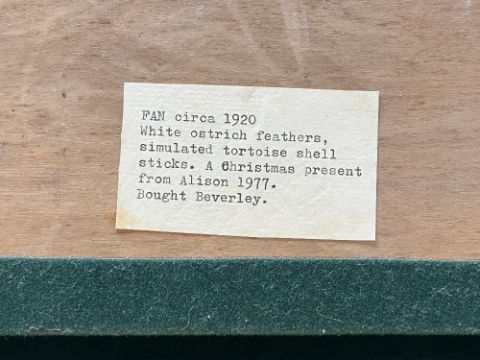 FAN circa 1920
White ostrich feathers,
simulated tortoise shell
sticks. A Christmas present
from Alison 1977.
Bought Beverley.